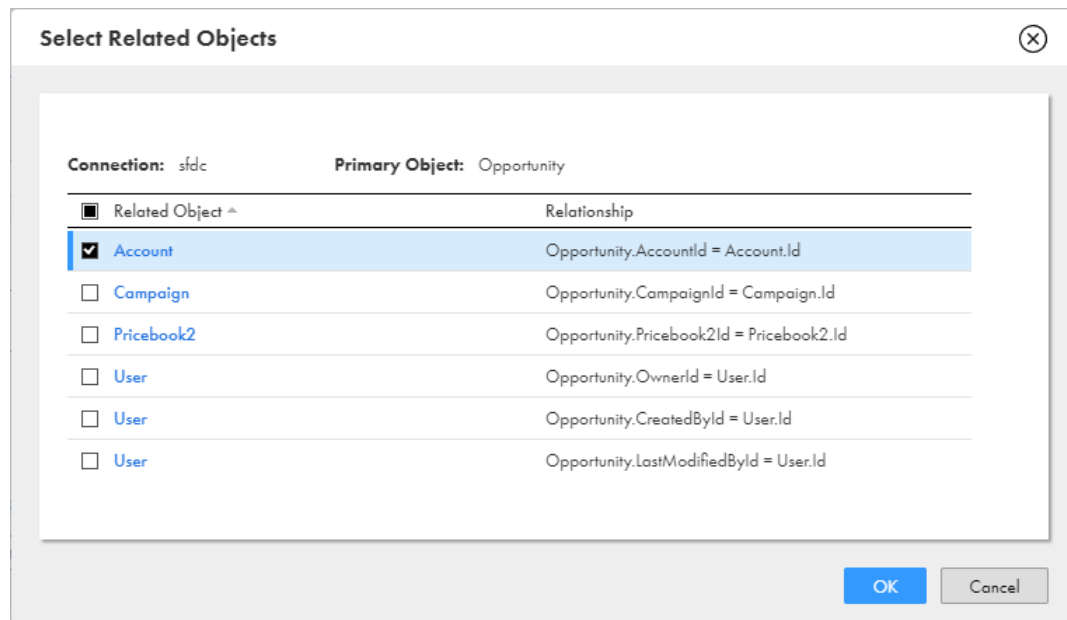 Select Related Objects
Connection: sfdc Primary Object: Opportunity
Related Object Relationship
Account Opportunity.AccountId = Account.Id
Campaign Opportunity.CampaignId = Campaign.Id
Pricebook2 Opportunity.Pricebook2Id = Pricebook2.Id
User Opportunity.OwnerId = User.Id
User Opportunity.CreatedById = User.Id
User Opportunity.LastModifiedById = User.Id
OK Cancel